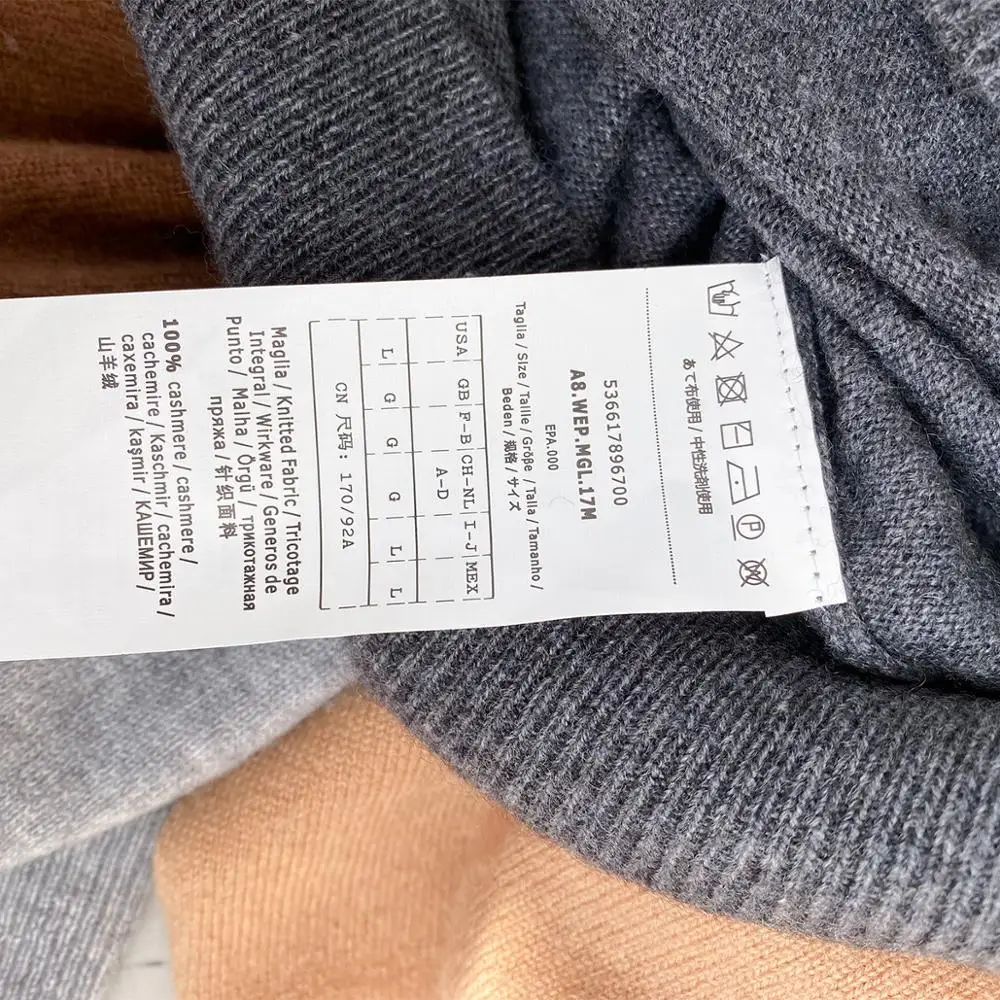 P
W
あて布使用 / 中性洗剤使用
536617896700
A8.WEP.MGL.17M
EPA.000
Taglia / Size / Taille / Größe / Talla / Tamanho /
Beden / 规格 / サイズ
USA GB F-B CH-NL I-J MEX
A-D
L G G G L L
CN 尺码: 170/92A
Maglia / Knitted Fabric / Tricotage
Integral / Wirkware / Generos de
Punto / Malha / Örgü / трикотажная
пряжа / 针织面料
100% cashmere / cashmere /
cachemire / Kaschmir / cachemira /
caxemira / kaşmir / КАШЕМИР /
山羊绒